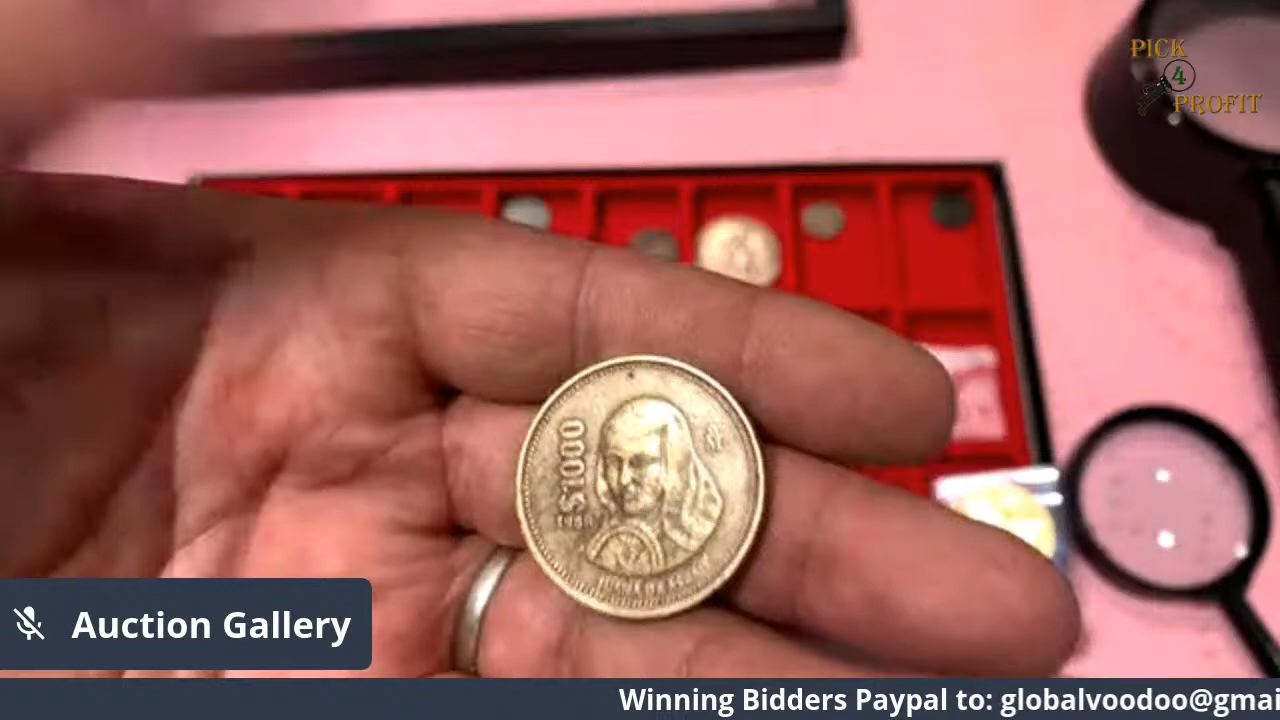 PICK
4
PROFIT
$1000
Auction Gallery
Winning Bidders Paypal to: globalvoodoo@gmai